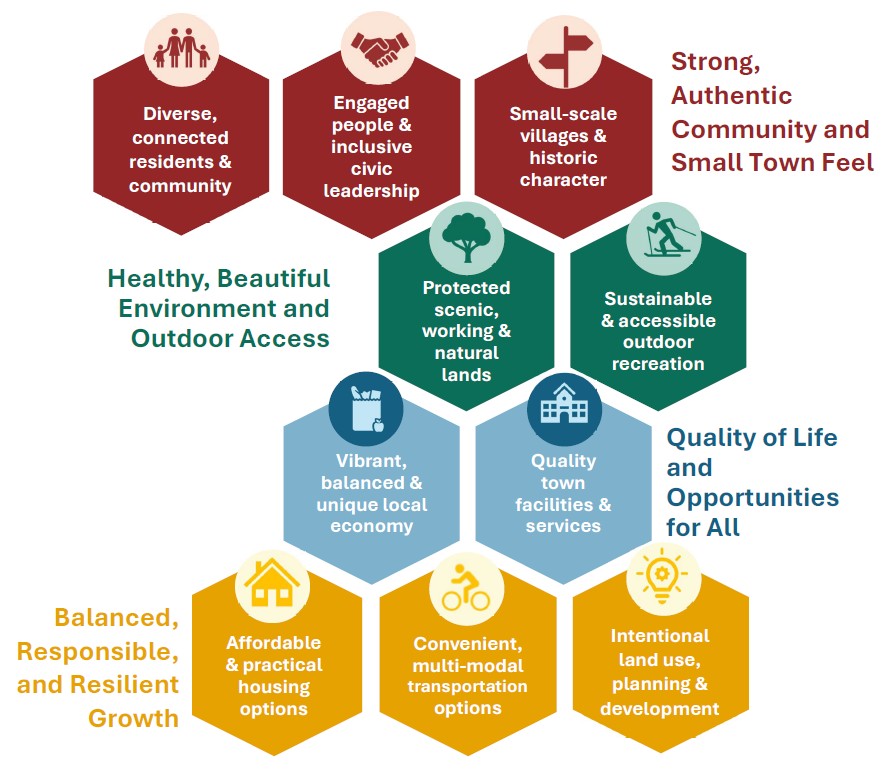 Diverse,
connected
residents &
community
Engaged
people &
inclusive
civic
leadership
Small-scale
villages &
historic
character
Strong,
Authentic
Community and
Small Town Feel
Healthy, Beautiful
Environment and
Outdoor Access
Protected
scenic,
working &
natural
lands
Sustainable
& accessible
outdoor
recreation
Vibrant,
balanced &
unique local
economy
Quality
town
facilities &
services
Quality of Life
and
Opportunities
for All
Balanced,
Responsible,
and Resilient
Growth
Affordable
& practical
housing
options
Convenient,
multi-modal
transportation
options
Intentional
land use,
planning &
development